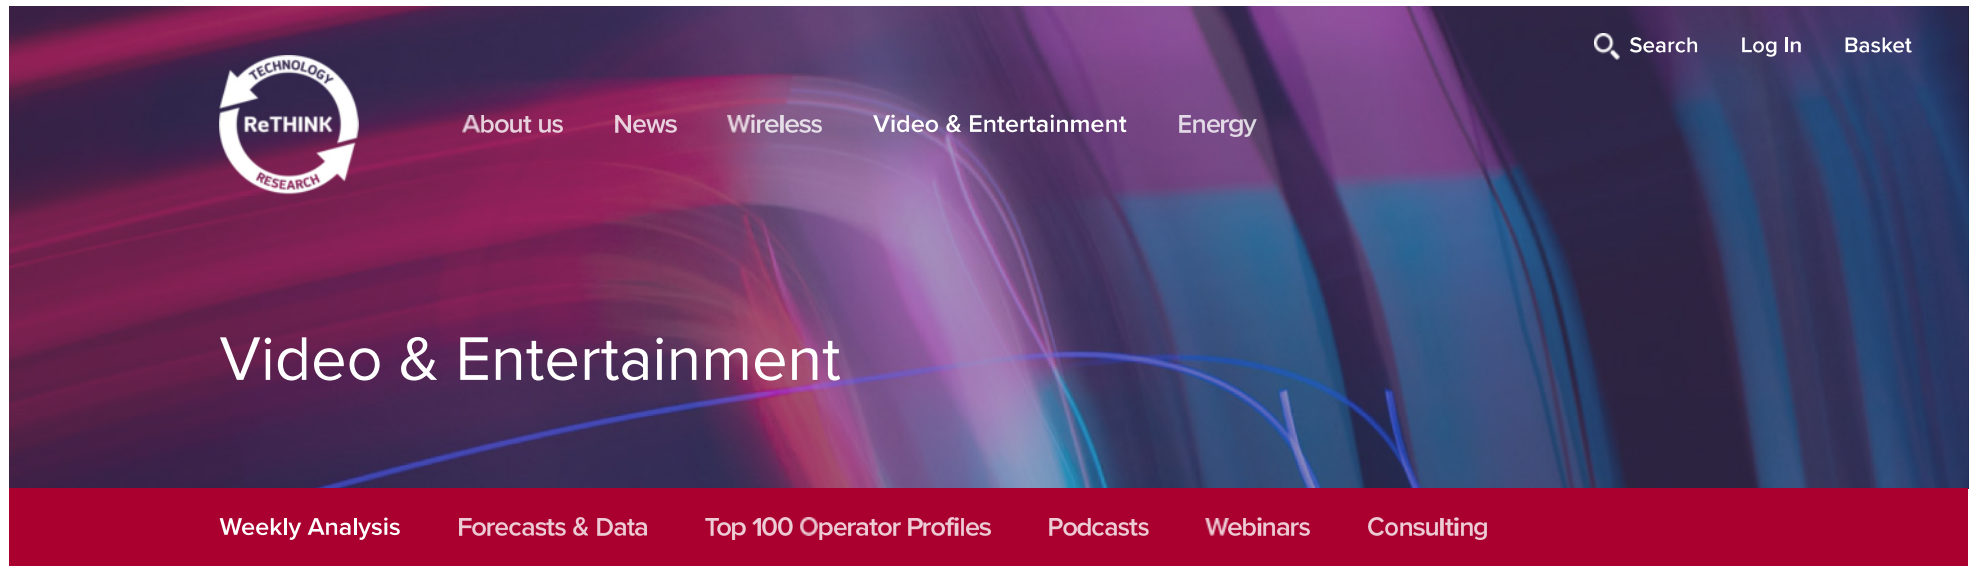 Search Log In Basket
TECHNOLOGY
ReTHINK
RESEARCH
About us News Wireless Video & Entertainment Energy
Video & Entertainment
Weekly Analysis Forecasts & Data Top 100 Operator Profiles Podcasts Webinars Consulting